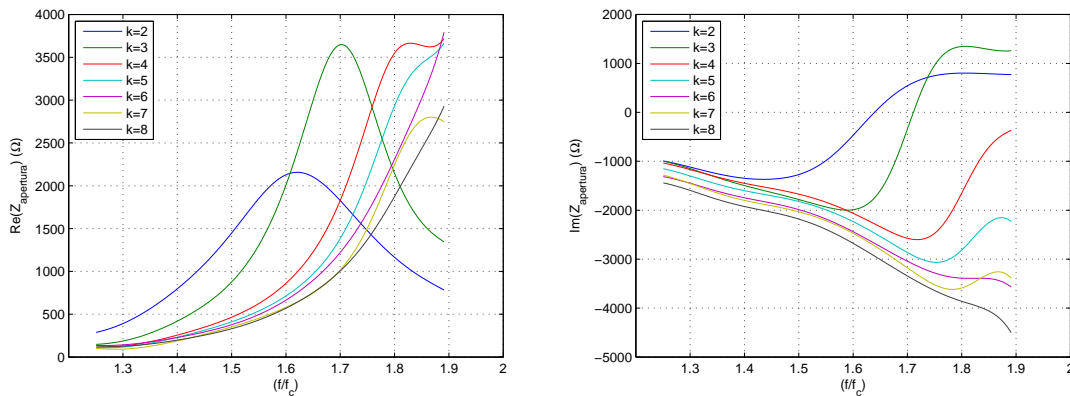 4000
3500
3000
2500
2000
1500
1000
500
0
Re(Z_apertura) (Ω)
k=2
k=3
k=4
k=5
k=6
k=7
k=8
1.3 1.4 1.5 1.6 1.7 1.8 1.9 2
(f/f_c)
2000
1000
0
−1000
−2000
−3000
−4000
−5000
Im(Z_apertura) (Ω)
k=2
k=3
k=4
k=5
k=6
k=7
k=8
1.3 1.4 1.5 1.6 1.7 1.8 1.9 2
(f/f_c)